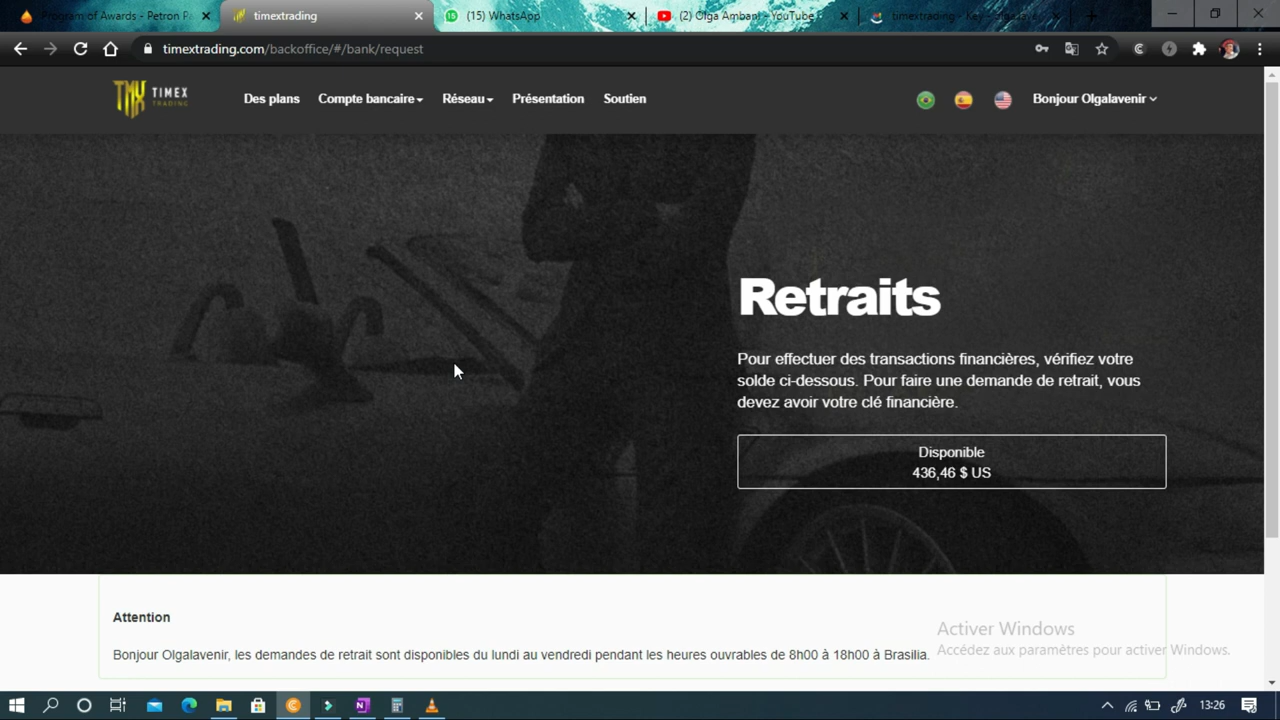 Program of Awards - Petron Pa
timextrading
(15) WhatsApp
(2) Olga Ambani - YouTube
timextrading.com/backoffice/#/bank/request
TIMEX
TRADING
Des plans
Compte bancaire
Réseau
Présentation
Soutien
Bonjour Olgalavenir
Retraits
Pour effectuer des transactions financières, vérifiez votre
solde ci-dessous. Pour faire une demande de retrait, vous
devez avoir votre clé financière.
Disponible
436,46 $ US
Attention
Bonjour Olgalavenir, les demandes de retrait sont disponibles du lundi au vendredi pendant les heures ouvrables de 8h00 à 18h00 à Brasilia.
Activer Windows
Accédez aux paramètres pour activer Windows.
13:26